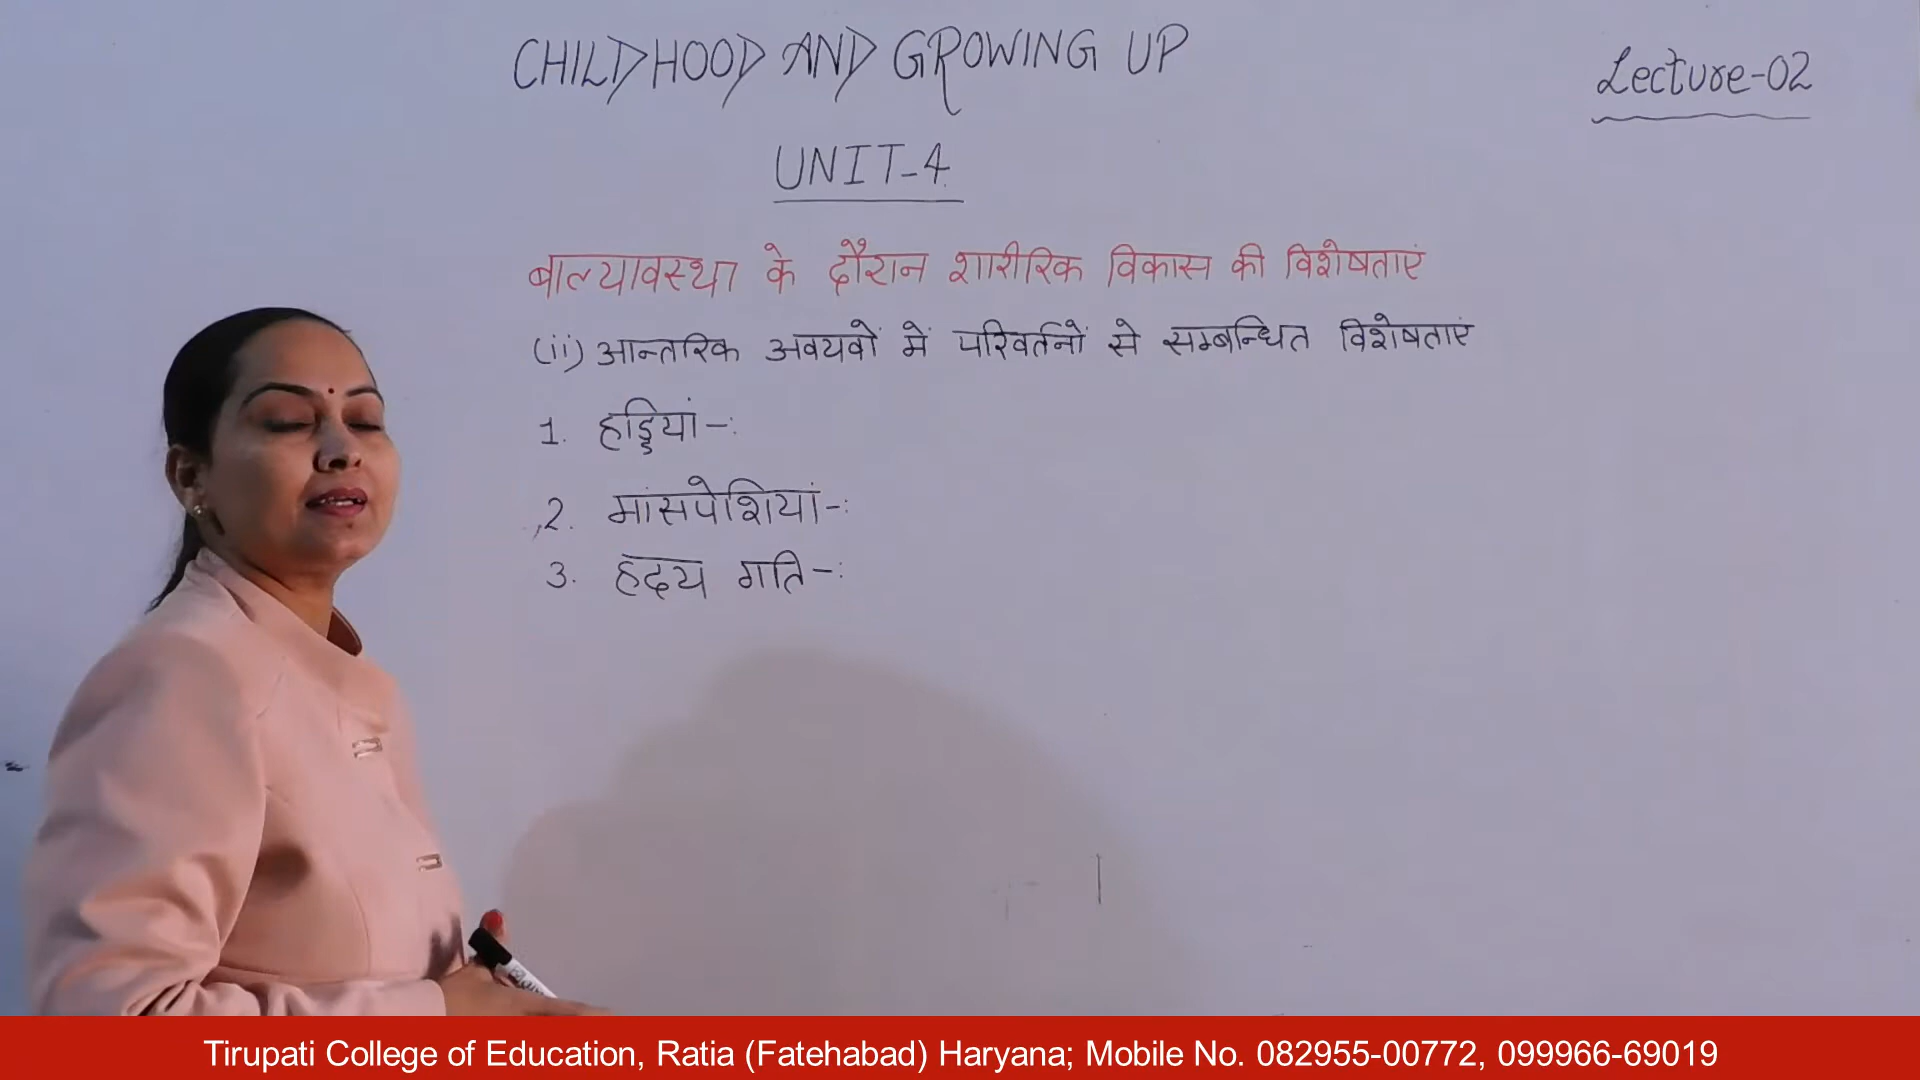 CHILDHOOD AND GROWING UP
Lecture-02
UNIT-4
बाल्यावस्था के दौरान शारीरिक विकास की विशेषताएं
(ii) आन्तरिक अवयवों में परिवर्तनों से सम्बन्धित विशेषताएं
1. हड्डियां-:
2. मांसपेशियां-:
3. हृदय गति-:
Tirupati College of Education, Ratia (Fatehabad) Haryana; Mobile No. 082955-00772, 099966-69019